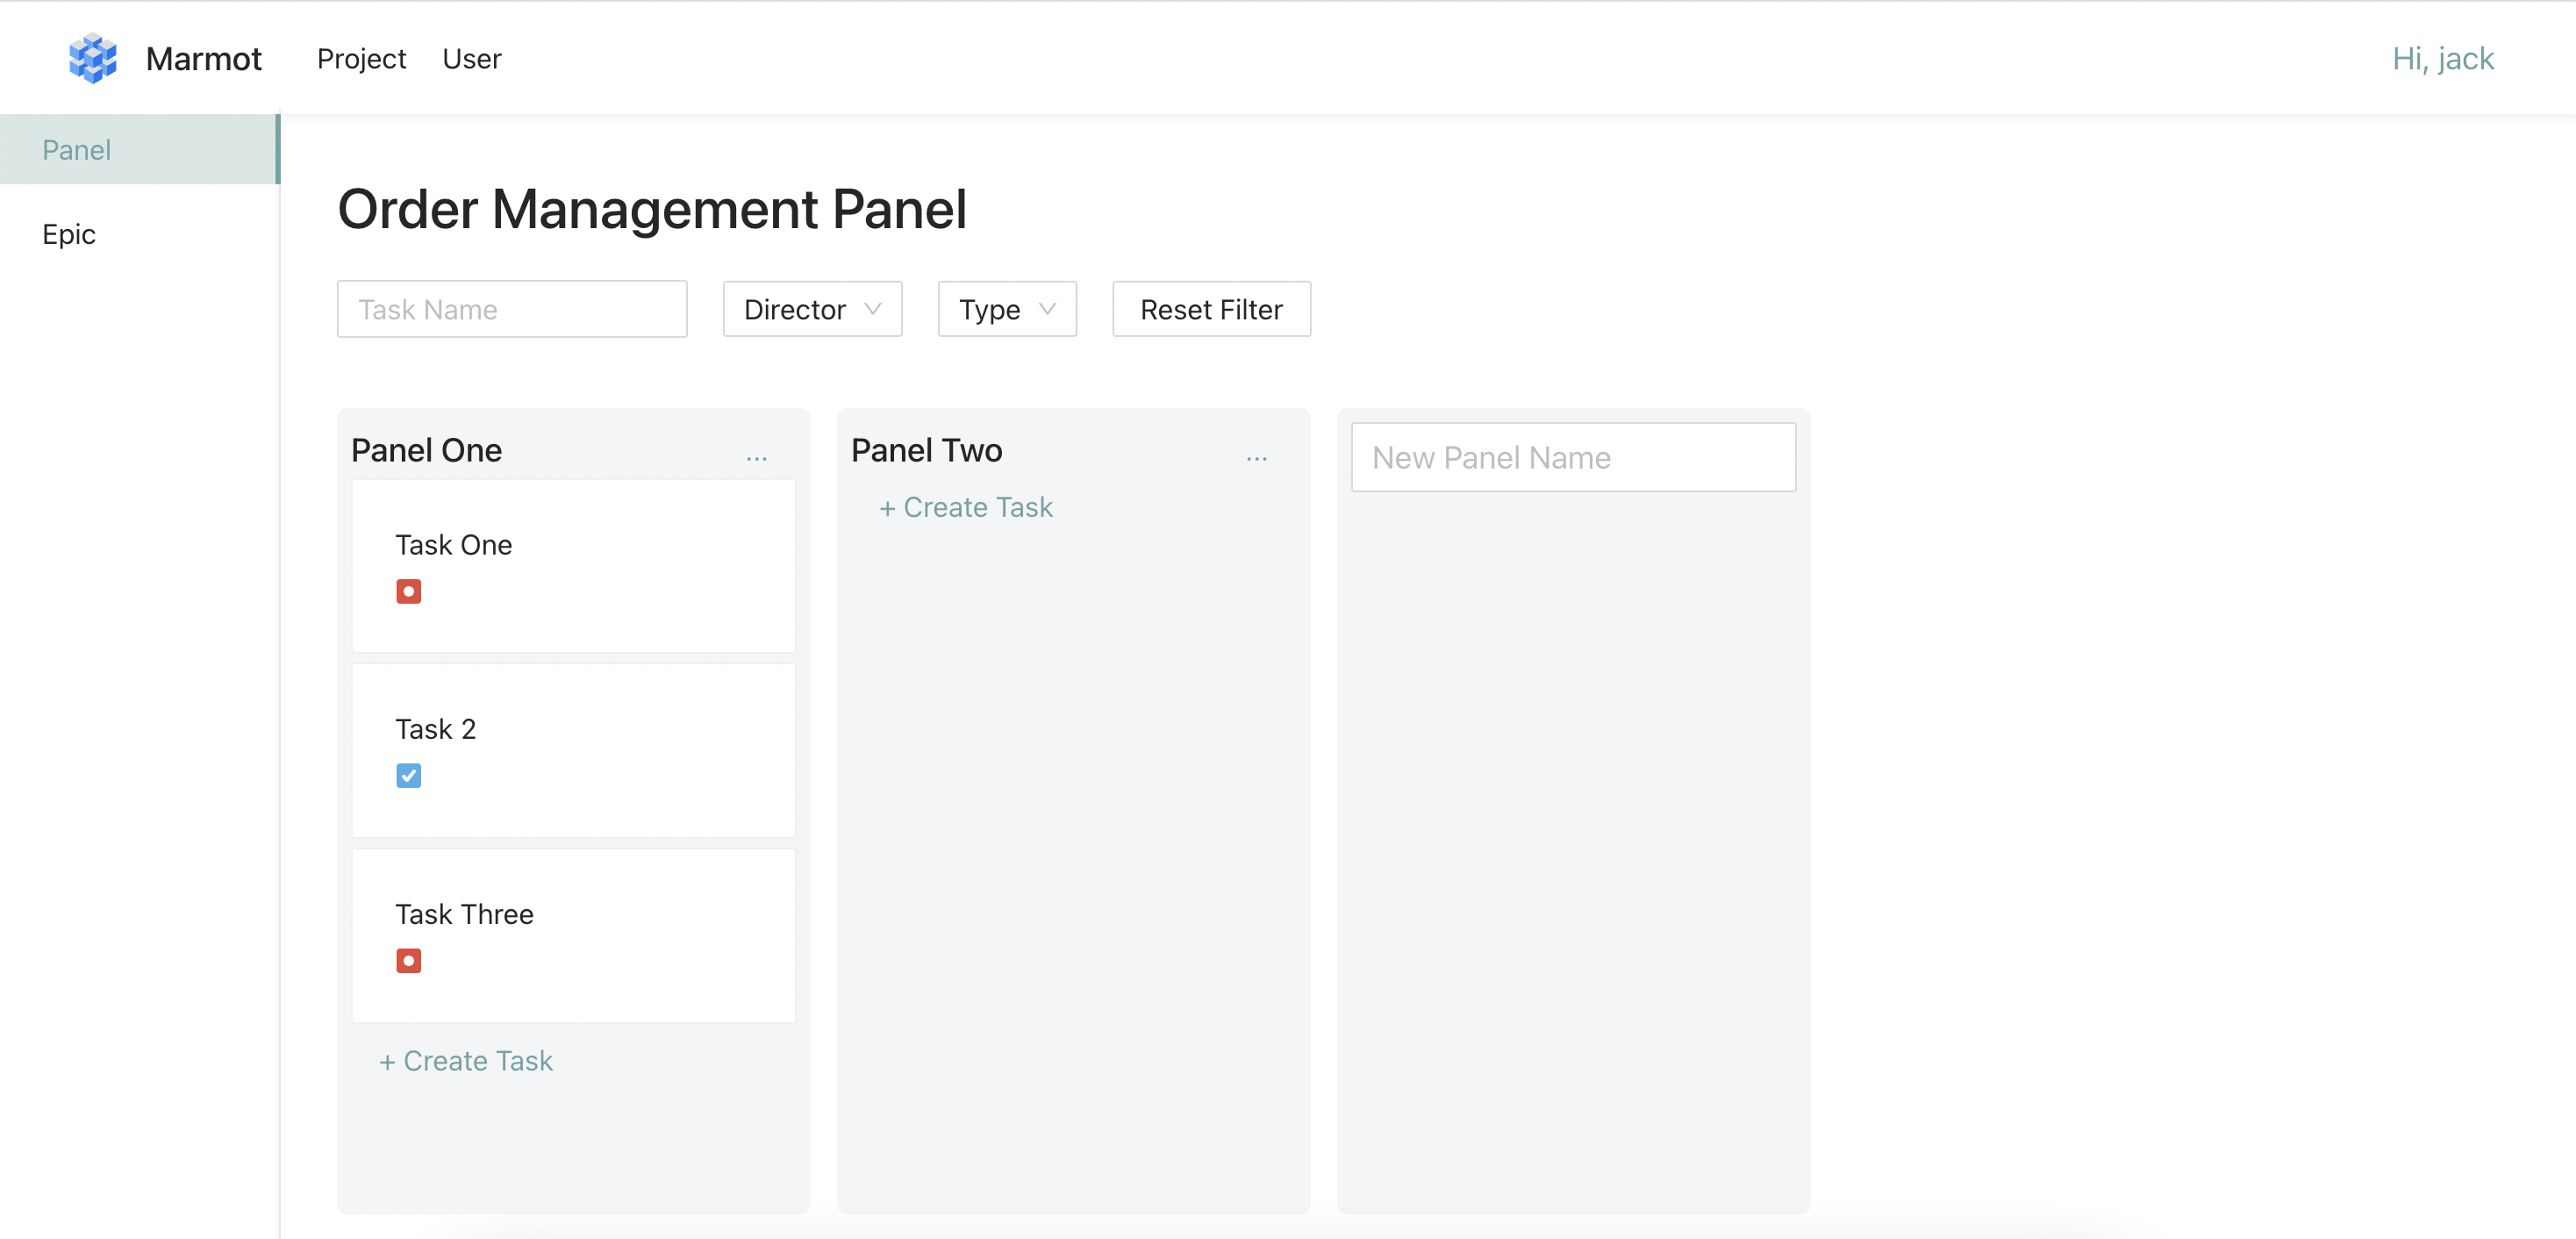 Marmot Project User Hi, jack
Panel
Epic
Order Management Panel
Task Name Director Type Reset Filter
Panel One ...
Task One
Task 2
Task Three
+ Create Task
Panel Two ...
+ Create Task
New Panel Name